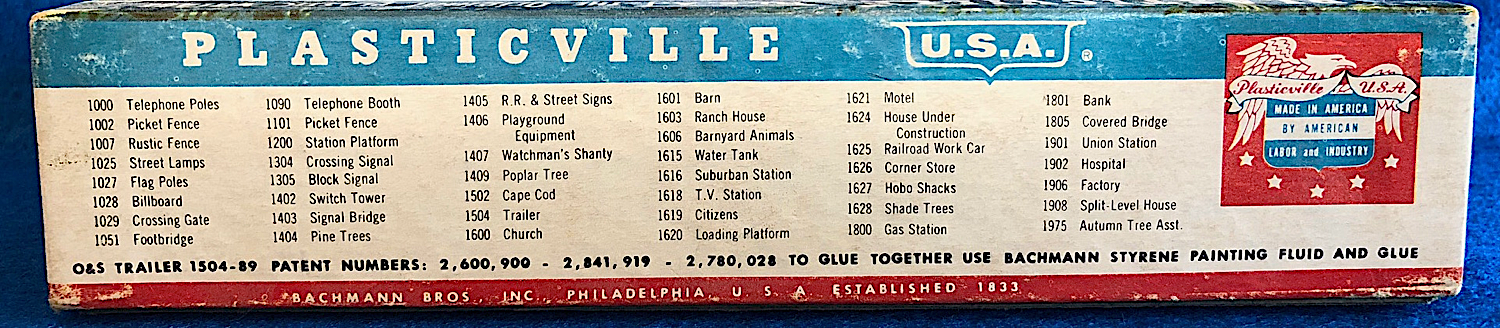 PLASTICVILLE U.S.A. ®
1000 Telephone Poles
1002 Picket Fence
1007 Rustic Fence
1025 Street Lamps
1027 Flag Poles
1028 Billboard
1029 Crossing Gate
1051 Footbridge
1090 Telephone Booth
1101 Picket Fence
1200 Station Platform
1304 Crossing Signal
1305 Block Signal
1402 Switch Tower
1403 Signal Bridge
1404 Pine Trees
1405 R.R. & Street Signs
1406 Playground
Equipment
1407 Watchman's Shanty
1409 Poplar Tree
1502 Cape Cod
1504 Trailer
1600 Church
1601 Barn
1603 Ranch House
1606 Barnyard Animals
1615 Water Tank
1616 Suburban Station
1618 T.V. Station
1619 Citizens
1620 Loading Platform
1621 Motel
1624 House Under
Construction
1625 Railroad Work Car
1626 Corner Store
1627 Hobo Shacks
1628 Shade Trees
1800 Gas Station
1801 Bank
1805 Covered Bridge
1901 Union Station
1902 Hospital
1906 Factory
1908 Split-Level House
1975 Autumn Tree Asst.
Plasticville U.S.A.
MADE IN AMERICA
BY AMERICAN
LABOR and INDUSTRY
O&S TRAILER 1504-89 PATENT NUMBERS: 2,600,900 - 2,841,919 - 2,780,028 TO GLUE TOGETHER USE BACHMANN STYRENE PAINTING FLUID AND GLUE
BACHMANN BROS., INC., PHILADELPHIA, U. S. A. ESTABLISHED 1833